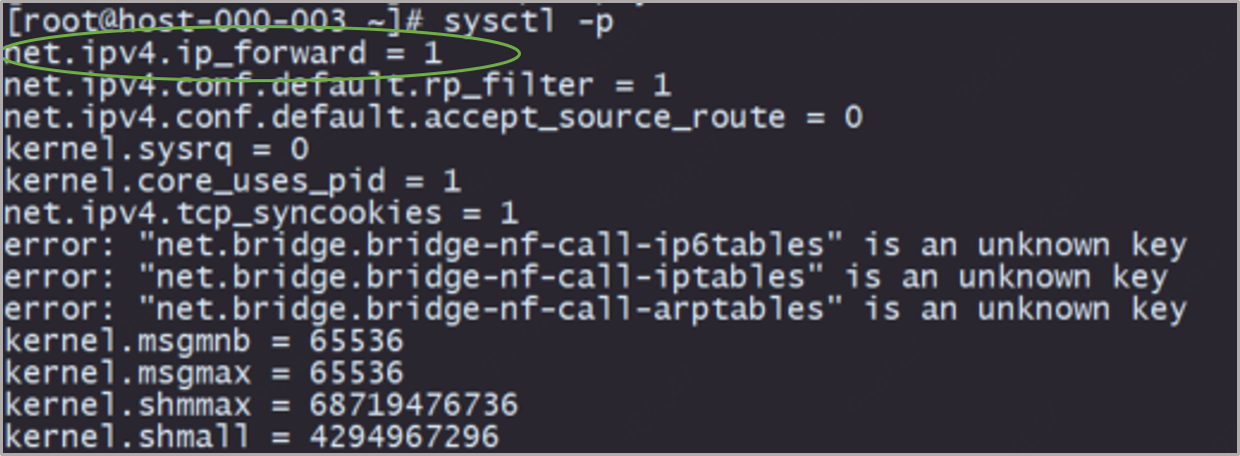 [root@host-000-003 ~]# sysctl -p
net.ipv4.ip_forward = 1
net.ipv4.conf.default.rp_filter = 1
net.ipv4.conf.default.accept_source_route = 0
kernel.sysrq = 0
kernel.core_uses_pid = 1
net.ipv4.tcp_syncookies = 1
error: "net.bridge.bridge-nf-call-ip6tables" is an unknown key
error: "net.bridge.bridge-nf-call-iptables" is an unknown key
error: "net.bridge.bridge-nf-call-arptables" is an unknown key
kernel.msgmnb = 65536
kernel.msgmax = 65536
kernel.shmmax = 68719476736
kernel.shmall = 4294967296